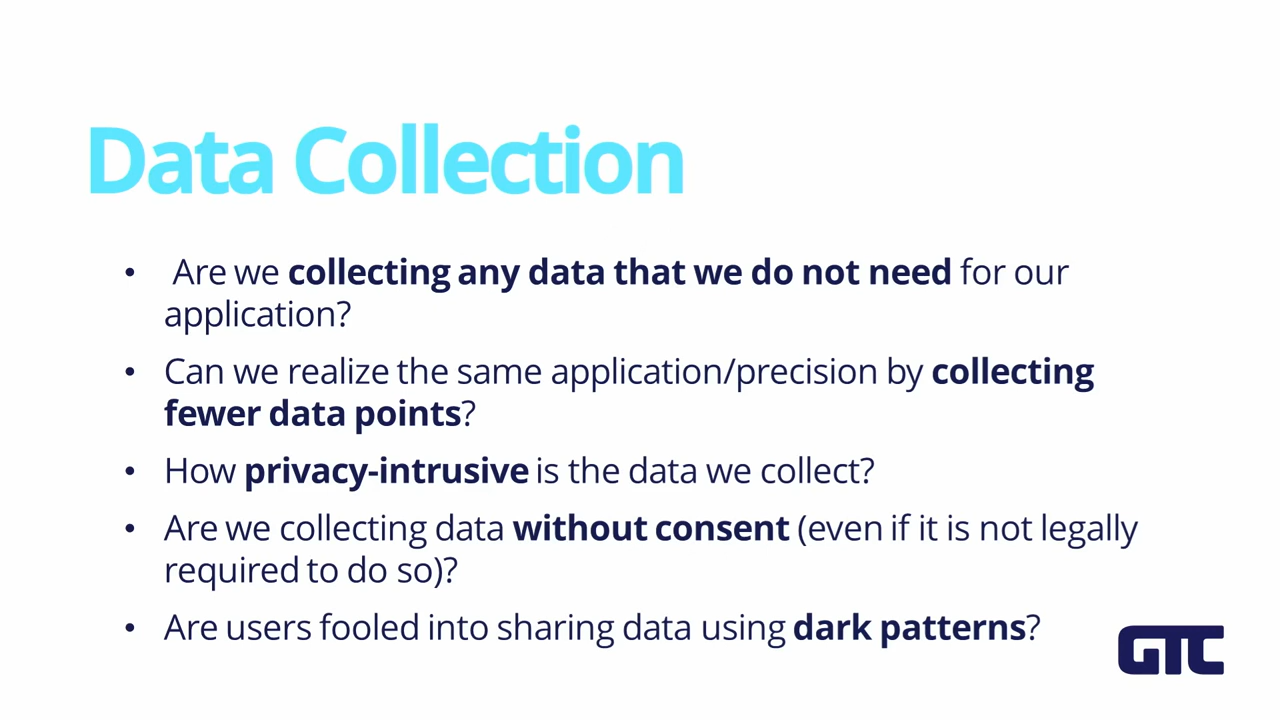 Data Collection
• Are we collecting any data that we do not need for our
application?
• Can we realize the same application/precision by collecting
fewer data points?
• How privacy-intrusive is the data we collect?
• Are we collecting data without consent (even if it is not legally
required to do so)?
• Are users fooled into sharing data using dark patterns?
GTC